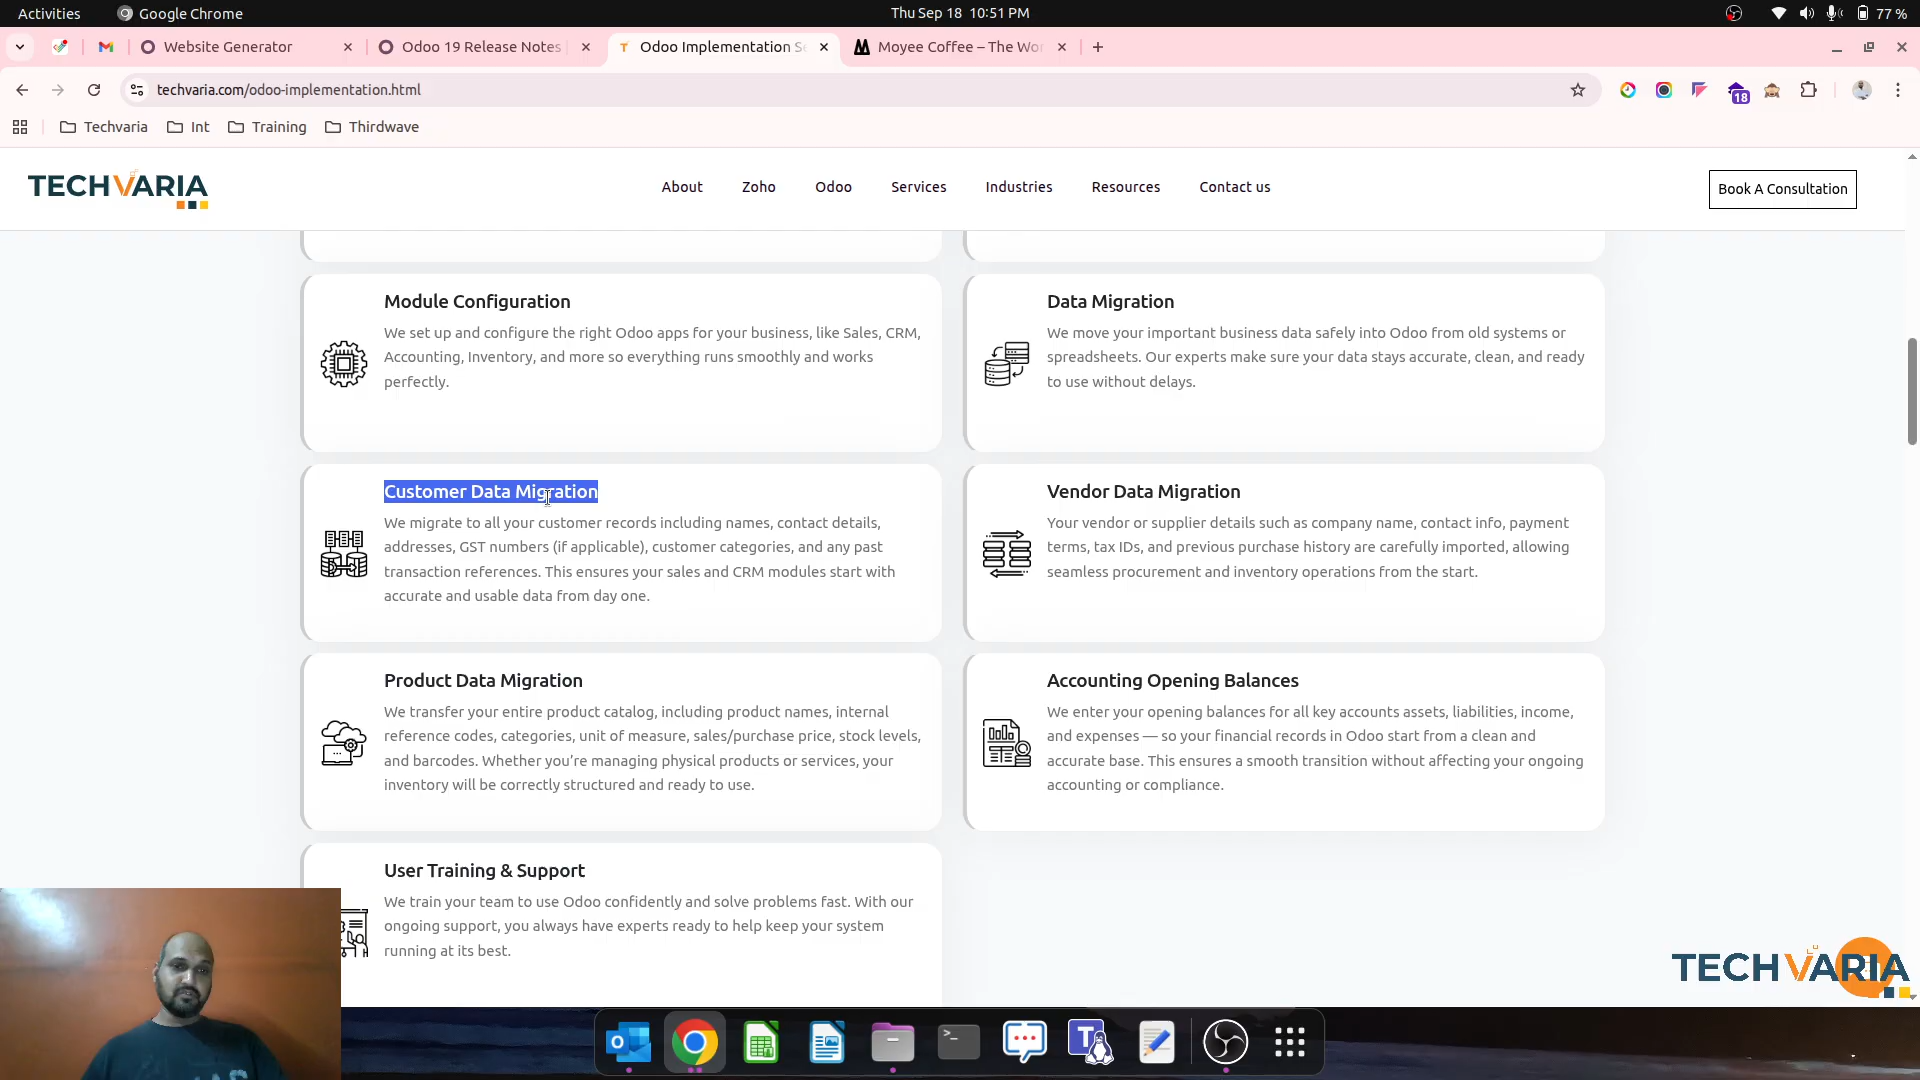 Activities
Google Chrome
Thu Sep 18 10:51 PM
77 %
Website Generator
Odoo 19 Release Notes
Odoo Implementation Se
Moyee Coffee – The Wor
techvaria.com/odoo-implementation.html
18
Techvaria
Int
Training
Thirdwave
TECHVARIA
About
Zoho
Odoo
Services
Industries
Resources
Contact us
Book A Consultation
Module Configuration
We set up and configure the right Odoo apps for your business, like Sales, CRM,
Accounting, Inventory, and more so everything runs smoothly and works
perfectly.
Data Migration
We move your important business data safely into Odoo from old systems or
spreadsheets. Our experts make sure your data stays accurate, clean, and ready
to use without delays.
Customer Data Migration
We migrate to all your customer records including names, contact details,
addresses, GST numbers (if applicable), customer categories, and any past
transaction references. This ensures your sales and CRM modules start with
accurate and usable data from day one.
Vendor Data Migration
Your vendor or supplier details such as company name, contact info, payment
terms, tax IDs, and previous purchase history are carefully imported, allowing
seamless procurement and inventory operations from the start.
Product Data Migration
We transfer your entire product catalog, including product names, internal
reference codes, categories, unit of measure, sales/purchase price, stock levels,
and barcodes. Whether you’re managing physical products or services, your
inventory will be correctly structured and ready to use.
Accounting Opening Balances
We enter your opening balances for all key accounts assets, liabilities, income,
and expenses — so your financial records in Odoo start from a clean and
accurate base. This ensures a smooth transition without affecting your ongoing
accounting or compliance.
User Training & Support
We train your team to use Odoo confidently and solve problems fast. With our
ongoing support, you always have experts ready to help keep your system
running at its best.
TECHVARIA